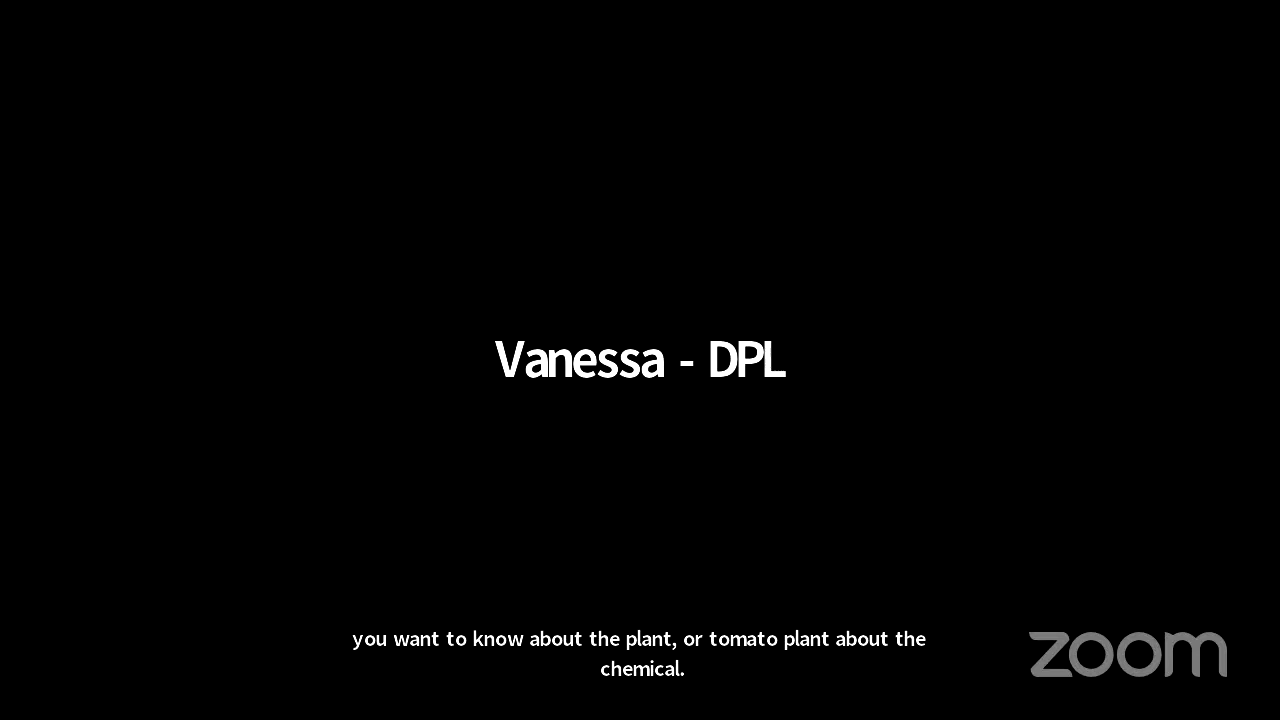 Vanessa - DPL
you want to know about the plant, or tomato plant about the
chemical.
zoom